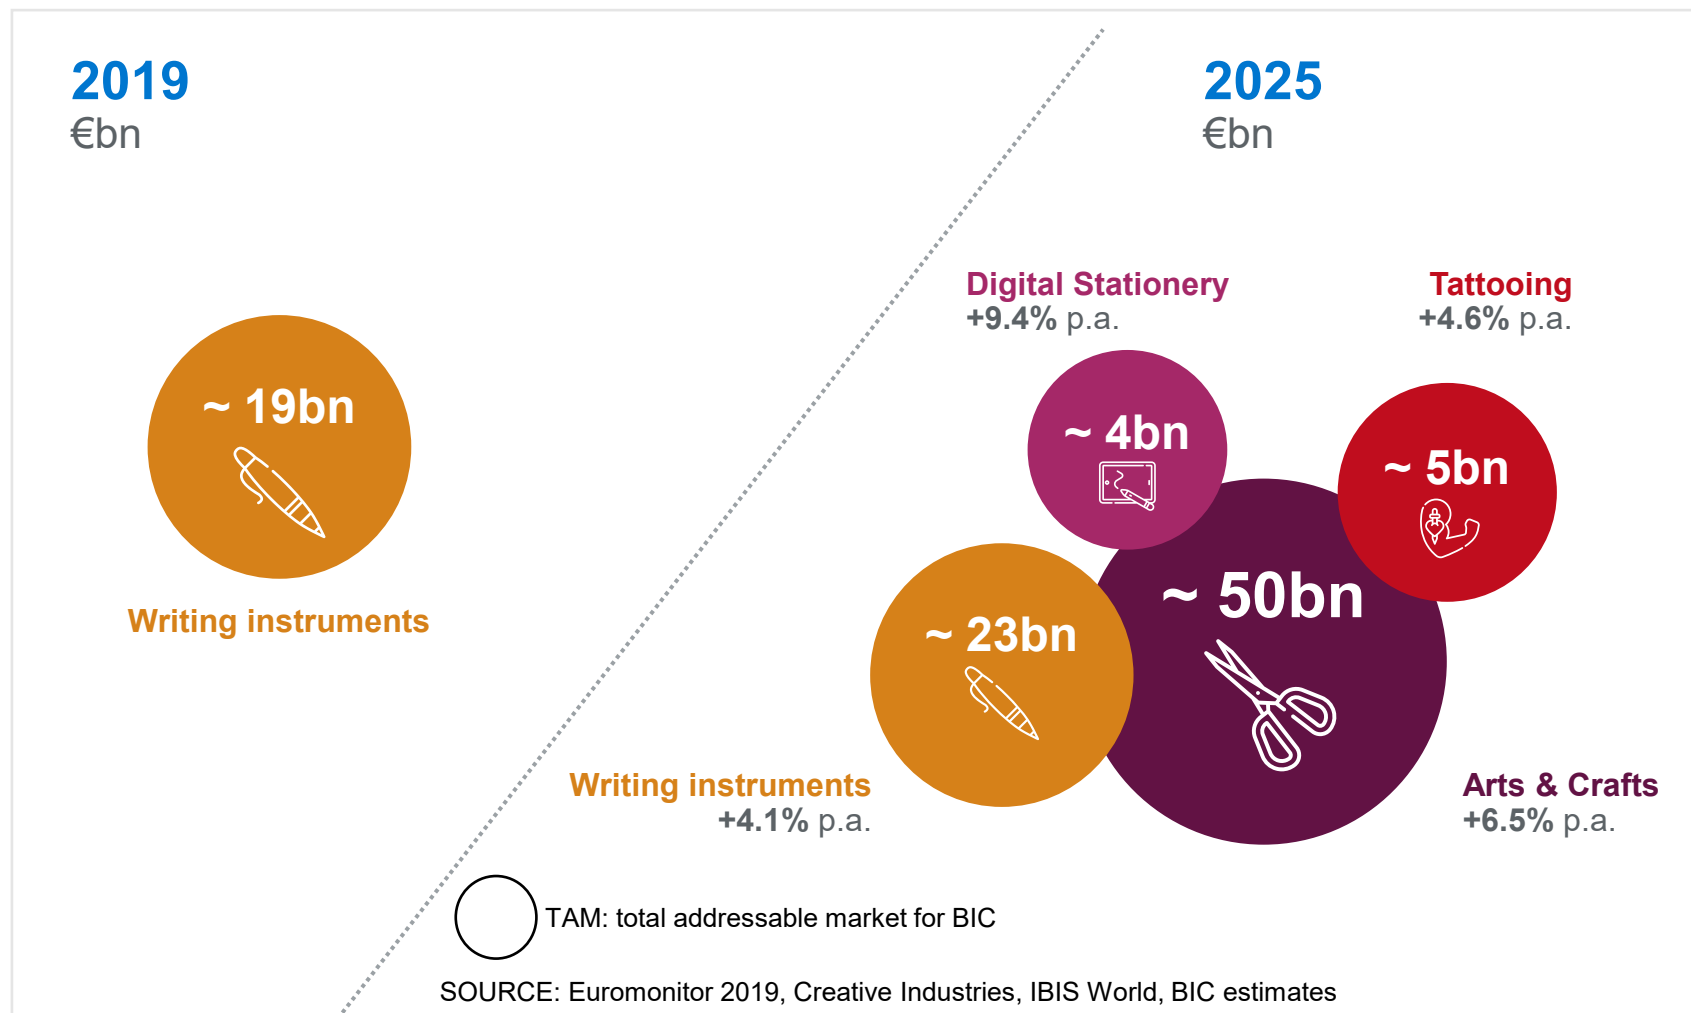 2019
€bn
~ 19bn
Writing instruments
2025
€bn
Digital Stationery
+9.4% p.a.
~ 4bn
Tattooing
+4.6% p.a.
~ 5bn
~ 23bn
Writing instruments
+4.1% p.a.
~ 50bn
Arts & Crafts
+6.5% p.a.
TAM: total addressable market for BIC
SOURCE: Euromonitor 2019, Creative Industries, IBIS World, BIC estimates